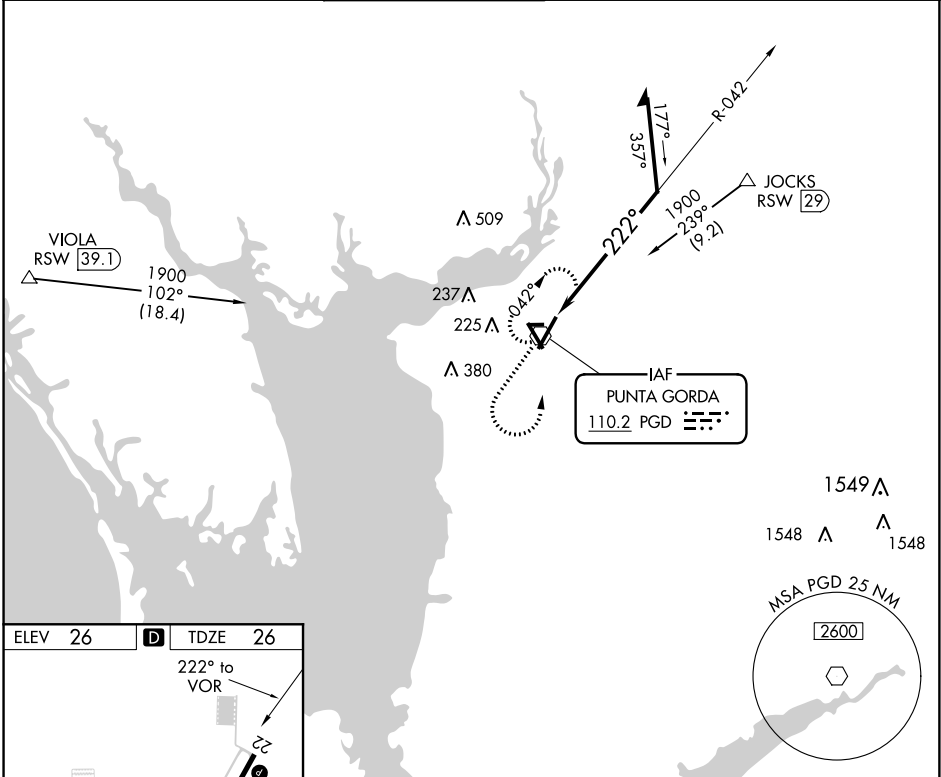 R-042
177°
357°
JOCKS
RSW 29
1900
239°
(9.2)
222°
509
VIOLA
RSW 39.1
1900
102°
(18.4)
237
042°
225
380
IAF
PUNTA GORDA
110.2 PGD
1549
1548
1548
MSA PGD 25 NM
2600
ELEV 26 D TDZE 26
222° to
VOR
22
P